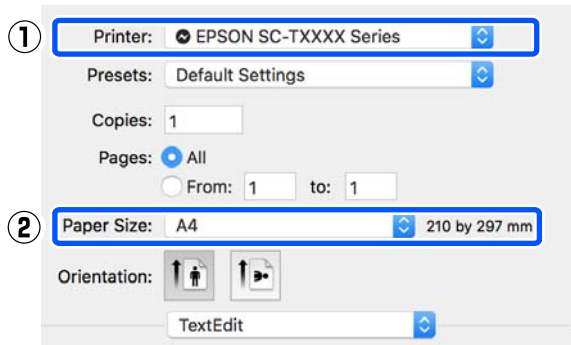 ① Printer: EPSON SC-TXXXX Series
Presets: Default Settings
Copies: 1
Pages: All
From: 1 to: 1
② Paper Size: A4 210 by 297 mm
Orientation:
TextEdit